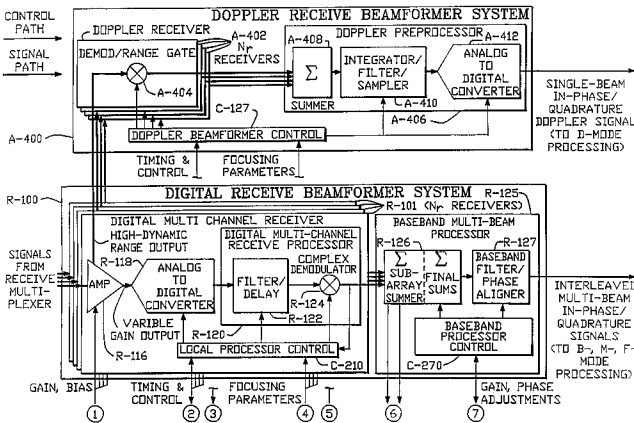 DOPPLER RECEIVE BEAMFORMER SYSTEM
CONTROL PATH
SIGNAL PATH
DOPPLER RECEIVER
DEMOD/RANGE GATE
A-404
A-402
Nr RECEIVERS
DOPPLER PREPROCESSOR
A-408
Σ
SUMMER
INTEGRATOR/
FILTER/
SAMPLER
A-410
A-412
ANALOG
TO
DIGITAL
CONVERTER
A-406
C-127
DOPPLER BEAMFORMER CONTROL
A-400
TIMING &
CONTROL
FOCUSING
PARAMETERS
SINGLE-BEAM
IN-PHASE/
QUADRATURE
DOPPLER SIGNAL
(TO D-MODE
PROCESSING)
R-100
DIGITAL RECEIVE BEAMFORMER SYSTEM
R-101 (Nr RECEIVERS)
R-125
DIGITAL MULTI CHANNEL RECEIVER
HIGH-DYNAMIC
RANGE OUTPUT
SIGNALS
FROM
RECEIVE
MULTI-
PLEXER
AMP
R-118
ANALOG
TO
DIGITAL
CONVERTER
VARIBLE
GAIN OUTPUT
R-116
DIGITAL MULTI-CHANNEL
RECEIVE PROCESSOR
COMPLEX
DEMODULATOR
FILTER/
DELAY
R-124
R-122
R-120
LOCAL PROCESSOR CONTROL
C-210
BASEBAND MULTI-BEAM
PROCESSOR
R-126
R-127
Σ
SUB-
ARRAY
SUMMER
Σ
FINAL
SUMS
BASEBAND
FILTER/
PHASE
ALIGNER
BASEBAND
PROCESSOR
CONTROL
C-270
INTERLEAVED
MULTI-BEAM
IN-PHASE/
QUADRATURE
SIGNALS
(TO B-, M-, F-
MODE
PROCESSING)
GAIN, BIAS
TIMING &
CONTROL
FOCUSING
PARAMETERS
GAIN, PHASE
ADJUSTMENTS
1
2
3
4
5
6
7